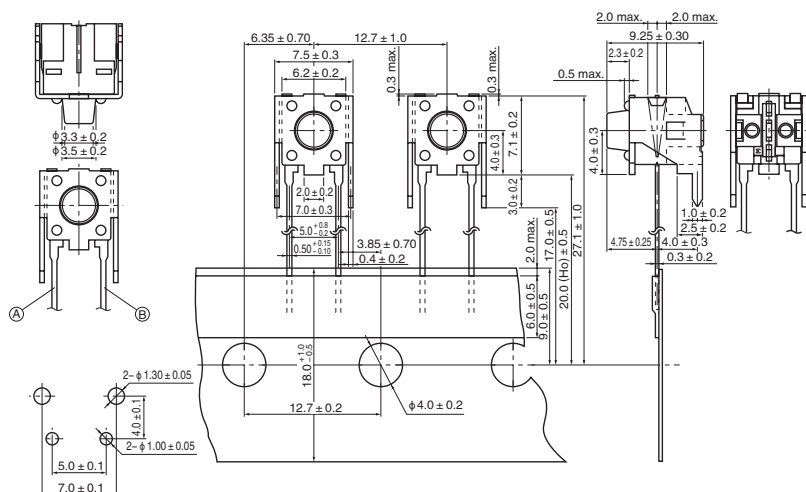 2.0 max.
2.0 max.
9.25 ± 0.30
2.3 ± 0.2
0.5 max.
4.0 ± 0.3
1.0 ± 0.2
2.5 ± 0.2
4.75 ± 0.25
4.0 ± 0.3
0.3 ± 0.2
6.35 ± 0.70
12.7 ± 1.0
7.5 ± 0.3
6.2 ± 0.2
0.3 max.
0.3 max.
4.0 ± 0.3
7.1 ± 0.2
3.0 ± 0.2
2.0 ± 0.2
7.0 ± 0.3
5.0 +0.8 -0.2
0.50 +0.15 -0.10
3.85 ± 0.70
0.4 ± 0.2
2.0 max.
6.0 ± 0.5
9.0 ± 0.5
17.0 ± 0.5
20.0 (Ho) ± 0.5
27.1 ± 1.0
18.0 +1.0 -0.5
12.7 ± 0.2
ϕ4.0 ± 0.2
ϕ3.3 ± 0.2
ϕ3.5 ± 0.2
A
B
2– ϕ1.30 ± 0.05
4.0 ± 0.1
2– ϕ1.00 ± 0.05
5.0 ± 0.1
7.0 ± 0.1